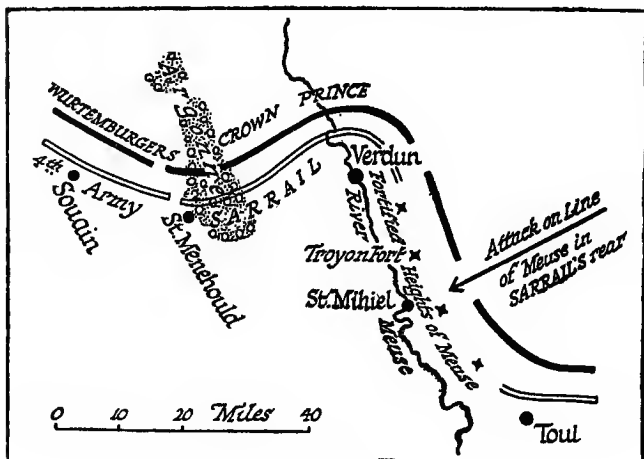 WURTEMBURGERS
Argonne
CROWN PRINCE
4th Army
SARRAIL
Souain
St. Menehould
Verdun
River Meuse
Fortified Heights of Meuse
Troyon Fort
St. Mihiel
Attack on Line
of Meuse in
SARRAIL'S rear
0 10 20 Miles 40
Toul